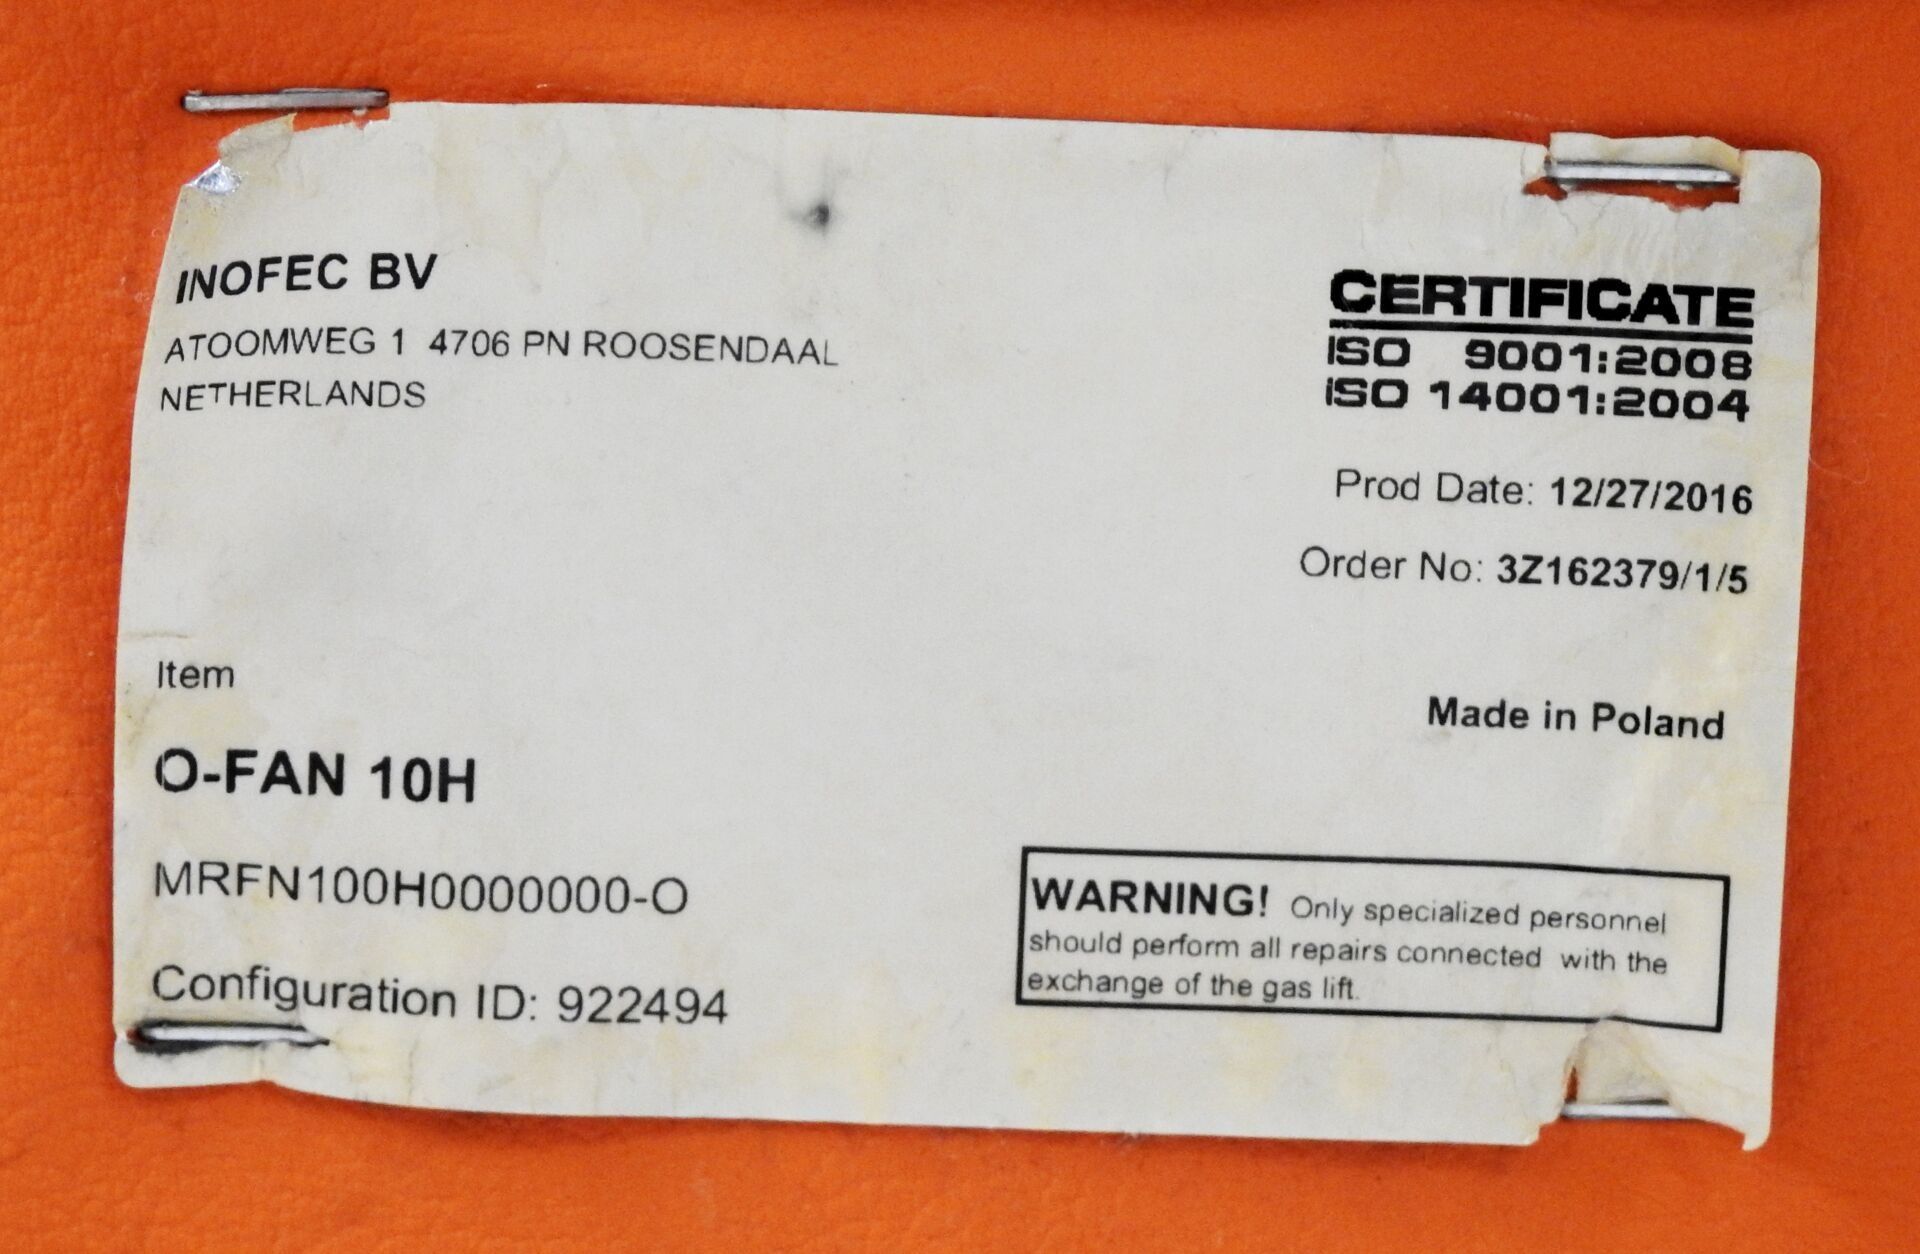 INOFEC BV
ATOOMWEG 1 4706 PN ROOSENDAAL
NETHERLANDS
CERTIFICATE
ISO 9001:2008
ISO 14001:2004
Prod Date: 12/27/2016
Order No: 3Z162379/1/5
Item
Made in Poland
O-FAN 10H
MRFN100H0000000-O
Configuration ID: 922494
WARNING! Only specialized personnel
should perform all repairs connected with the
exchange of the gas lift.